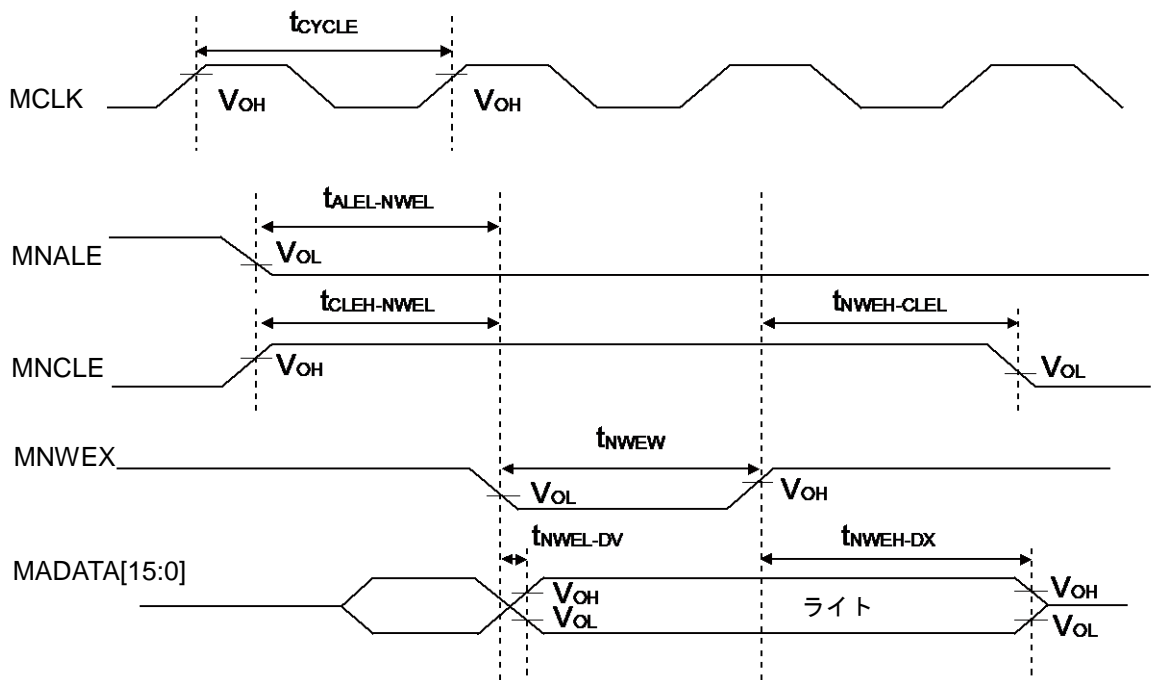 tCYCLE
MCLK
VOH
VOH
tALEL-NWEL
MNALE
VOL
tCLEH-NWEL
tNWEH-CLEL
MNCLE
VOH
VOL
tNWEW
MNWEX
VOL
VOH
tNWEL-DV
tNWEH-DX
MADATA[15:0]
VOH
VOL
ライト
VOH
VOL